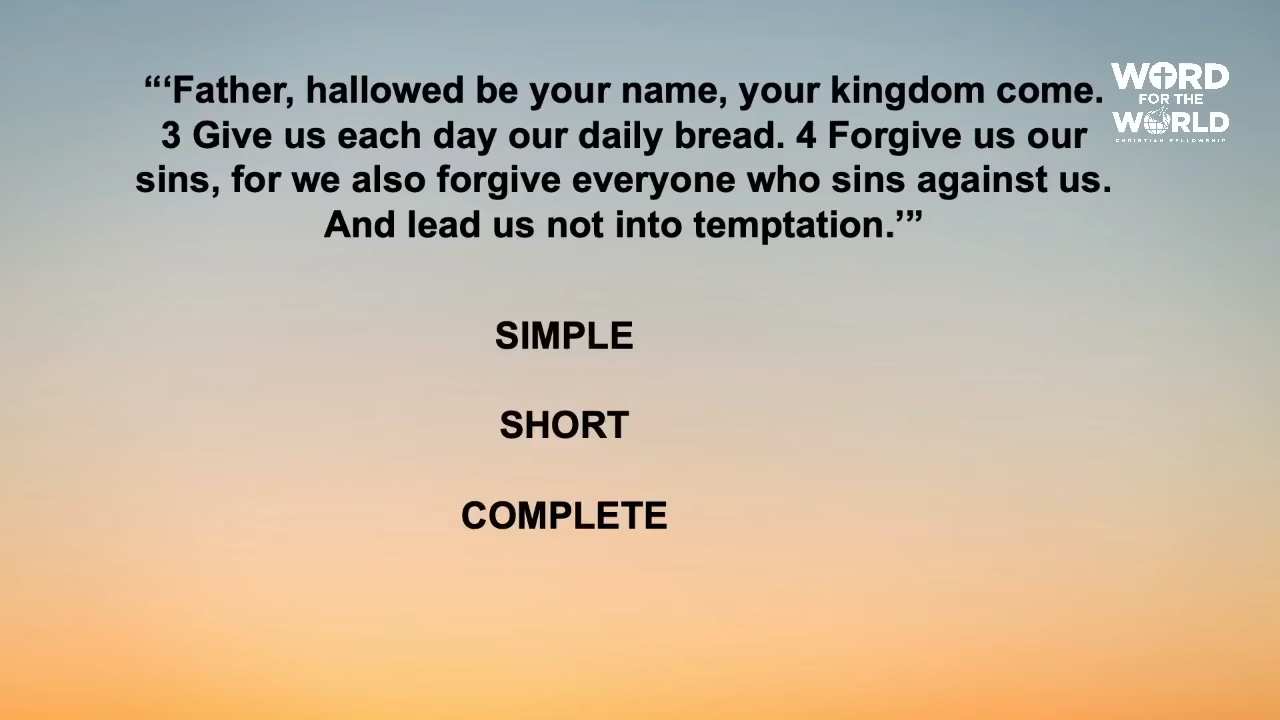 “‘Father, hallowed be your name, your kingdom come.
3 Give us each day our daily bread. 4 Forgive us our
sins, for we also forgive everyone who sins against us.
And lead us not into temptation.’”
SIMPLE
SHORT
COMPLETE
WORD
FOR THE
WORLD
CHRISTIAN FELLOWSHIP